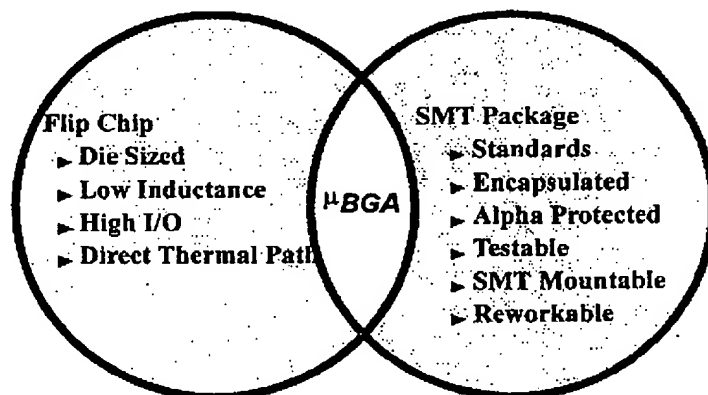 Flip Chip
► Die Sized
► Low Inductance
► High I/O
► Direct Thermal Path
μBGA
SMT Package
► Standards
► Encapsulated
► Alpha Protected
► Testable
► SMT Mountable
► Reworkable